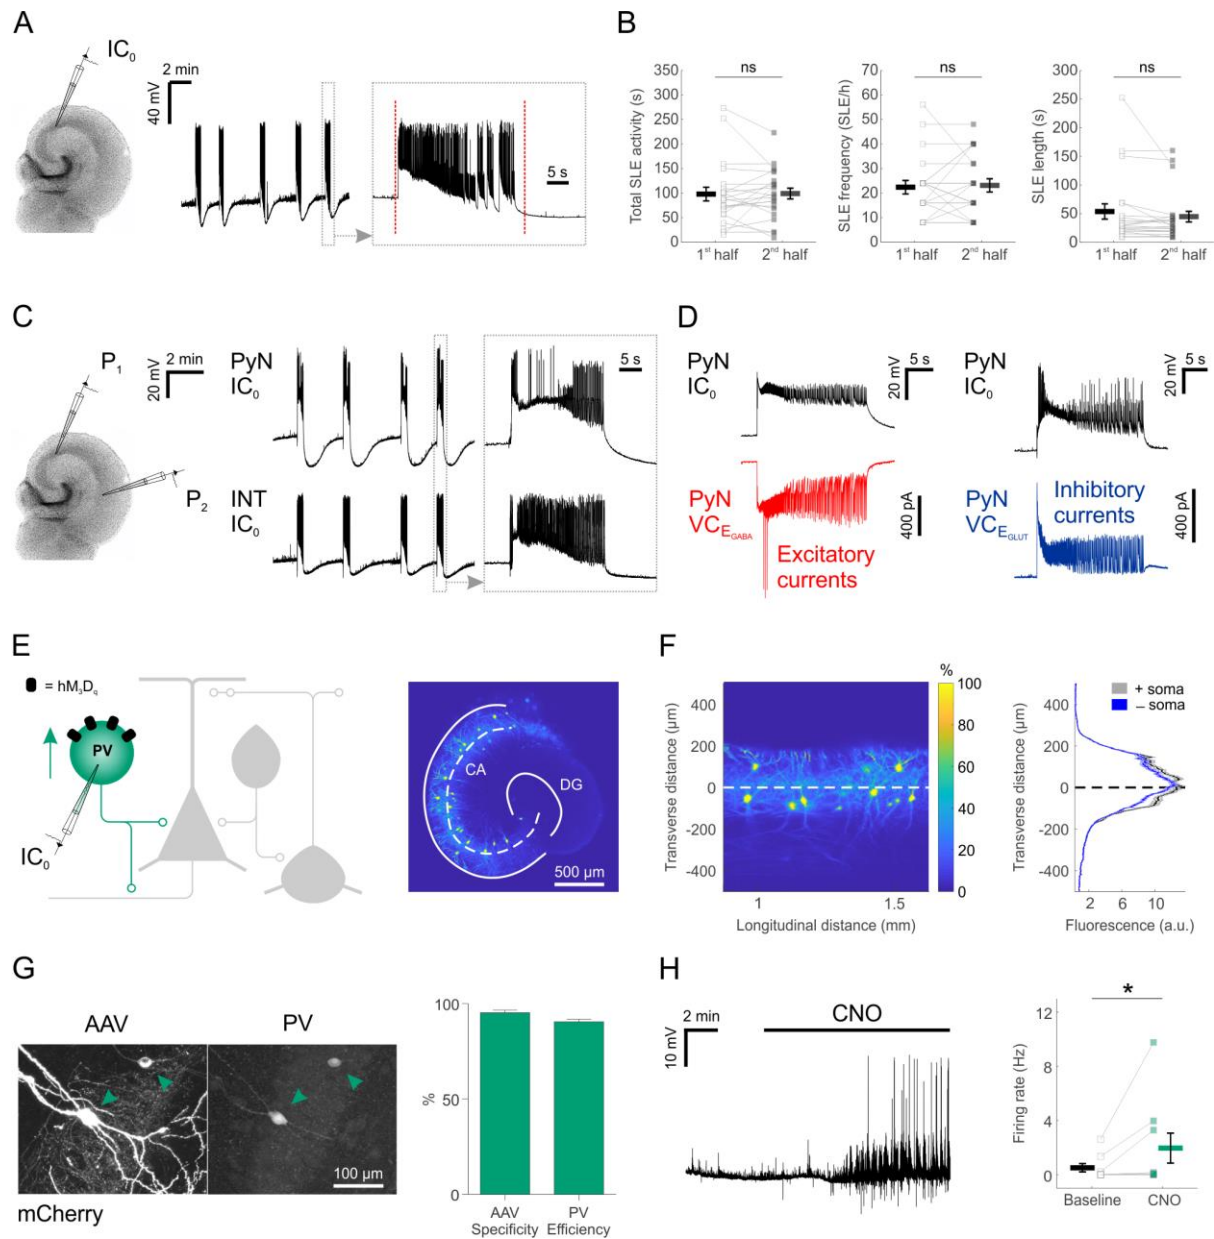 A
IC₀
2 min
40 mV
5 s
B
ns
350
300
250
200
150
100
50
0
Total SLE activity (s)
1ˢᵗ half
2ⁿᵈ half
ns
70
60
50
40
30
20
10
0
SLE frequency (SLE/h)
1ˢᵗ half
2ⁿᵈ half
ns
300
250
200
150
100
50
0
SLE length (s)
1ˢᵗ half
2ⁿᵈ half
C
P₁
P₂
2 min
20 mV
PyN
IC₀
INT
IC₀
5 s
D
PyN
IC₀
5 s
20 mV
PyN
VC E GABA
Excitatory
currents
400 pA
PyN
IC₀
5 s
20 mV
PyN
VC E GLUT
Inhibitory
currents
400 pA
E
= hM₃Dq
PV
IC₀
CA
DG
500 µm
F
Transverse distance (µm)
400
200
0
-200
-400
1
1.5
Longitudinal distance (mm)
%
100
80
60
40
20
0
Transverse distance (µm)
400
200
0
-200
-400
+ soma
– soma
2
6
10
Fluorescence (a.u.)
G
AAV
PV
100 µm
mCherry
%
100
50
0
AAV
Specificity
PV
Efficiency
H
2 min
10 mV
CNO
*
Firing rate (Hz)
12
8
4
0
Baseline
CNO